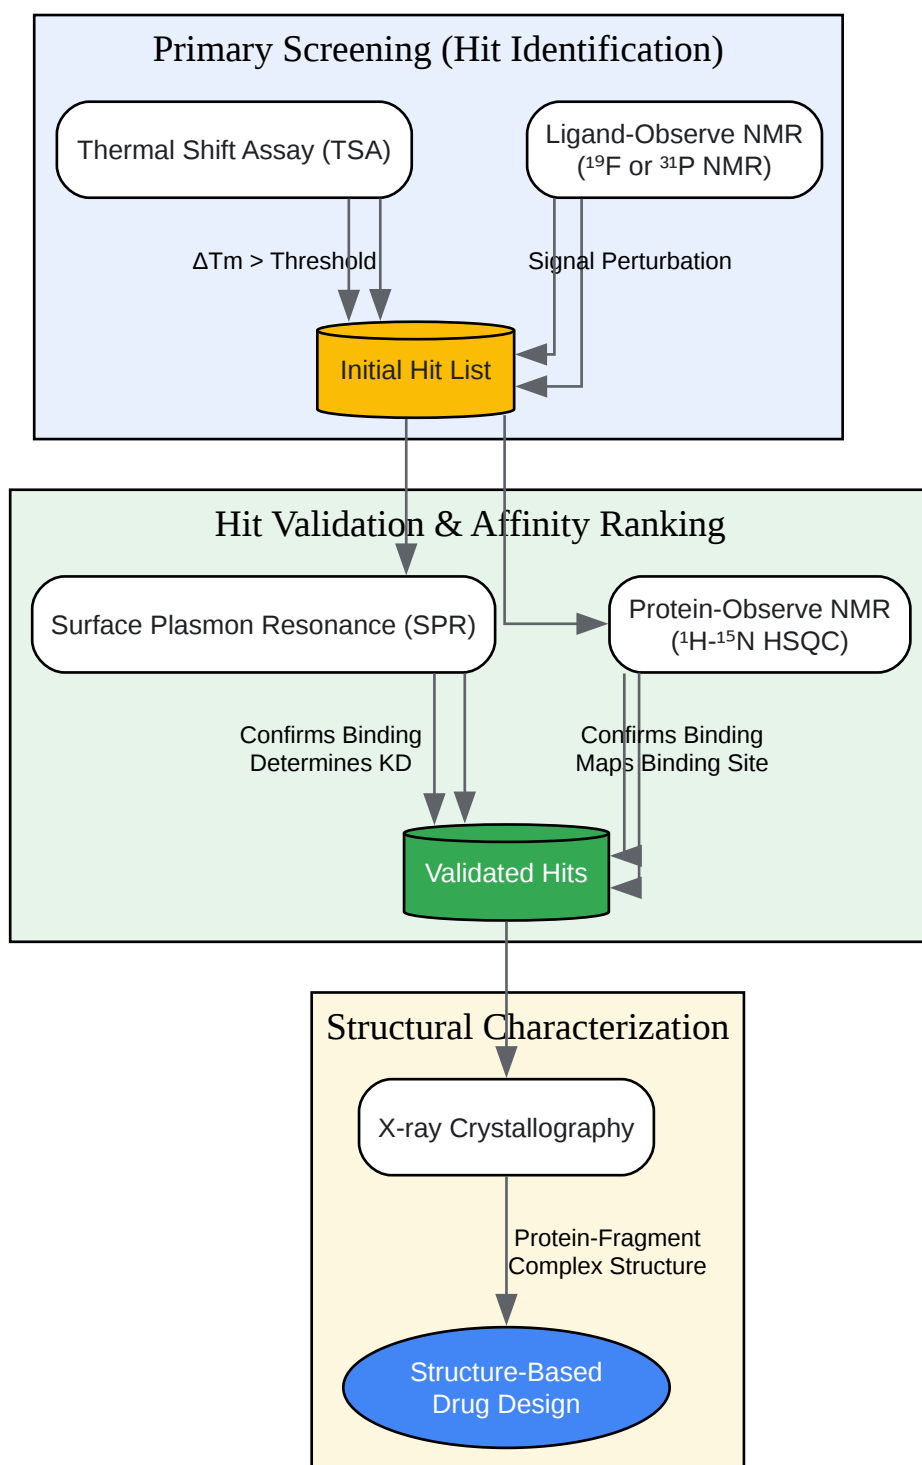 Primary Screening (Hit Identification)
Thermal Shift Assay (TSA)
Ligand-Observe NMR
(¹⁹F or ³¹P NMR)
ΔTm > Threshold
Signal Perturbation
Initial Hit List
Hit Validation & Affinity Ranking
Surface Plasmon Resonance (SPR)
Protein-Observe NMR
(¹H-¹⁵N HSQC)
Confirms Binding
Determines KD
Confirms Binding
Maps Binding Site
Validated Hits
Structural Characterization
X-ray Crystallography
Protein-Fragment
Complex Structure
Structure-Based
Drug Design